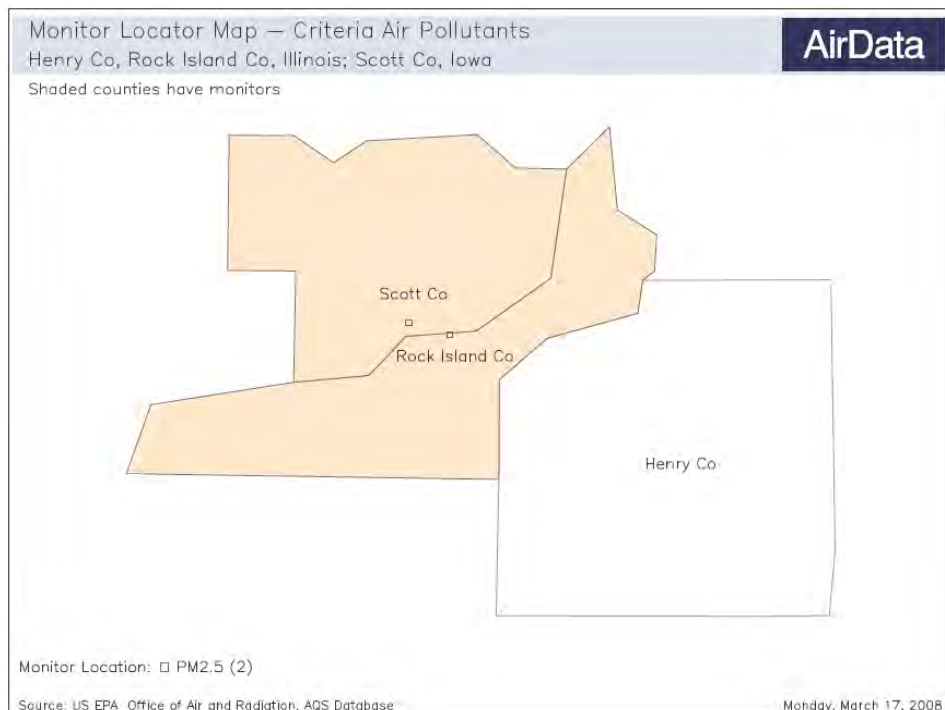 Monitor Locator Map — Criteria Air Pollutants
AirData
Henry Co, Rock Island Co, Illinois; Scott Co, Iowa
Shaded counties have monitors
Scott Co
Rock Island Co
Henry Co
Monitor Location: □ PM2.5 (2)
Source: US EPA Office of Air and Radiation, AQS Database
Monday, March 17, 2008